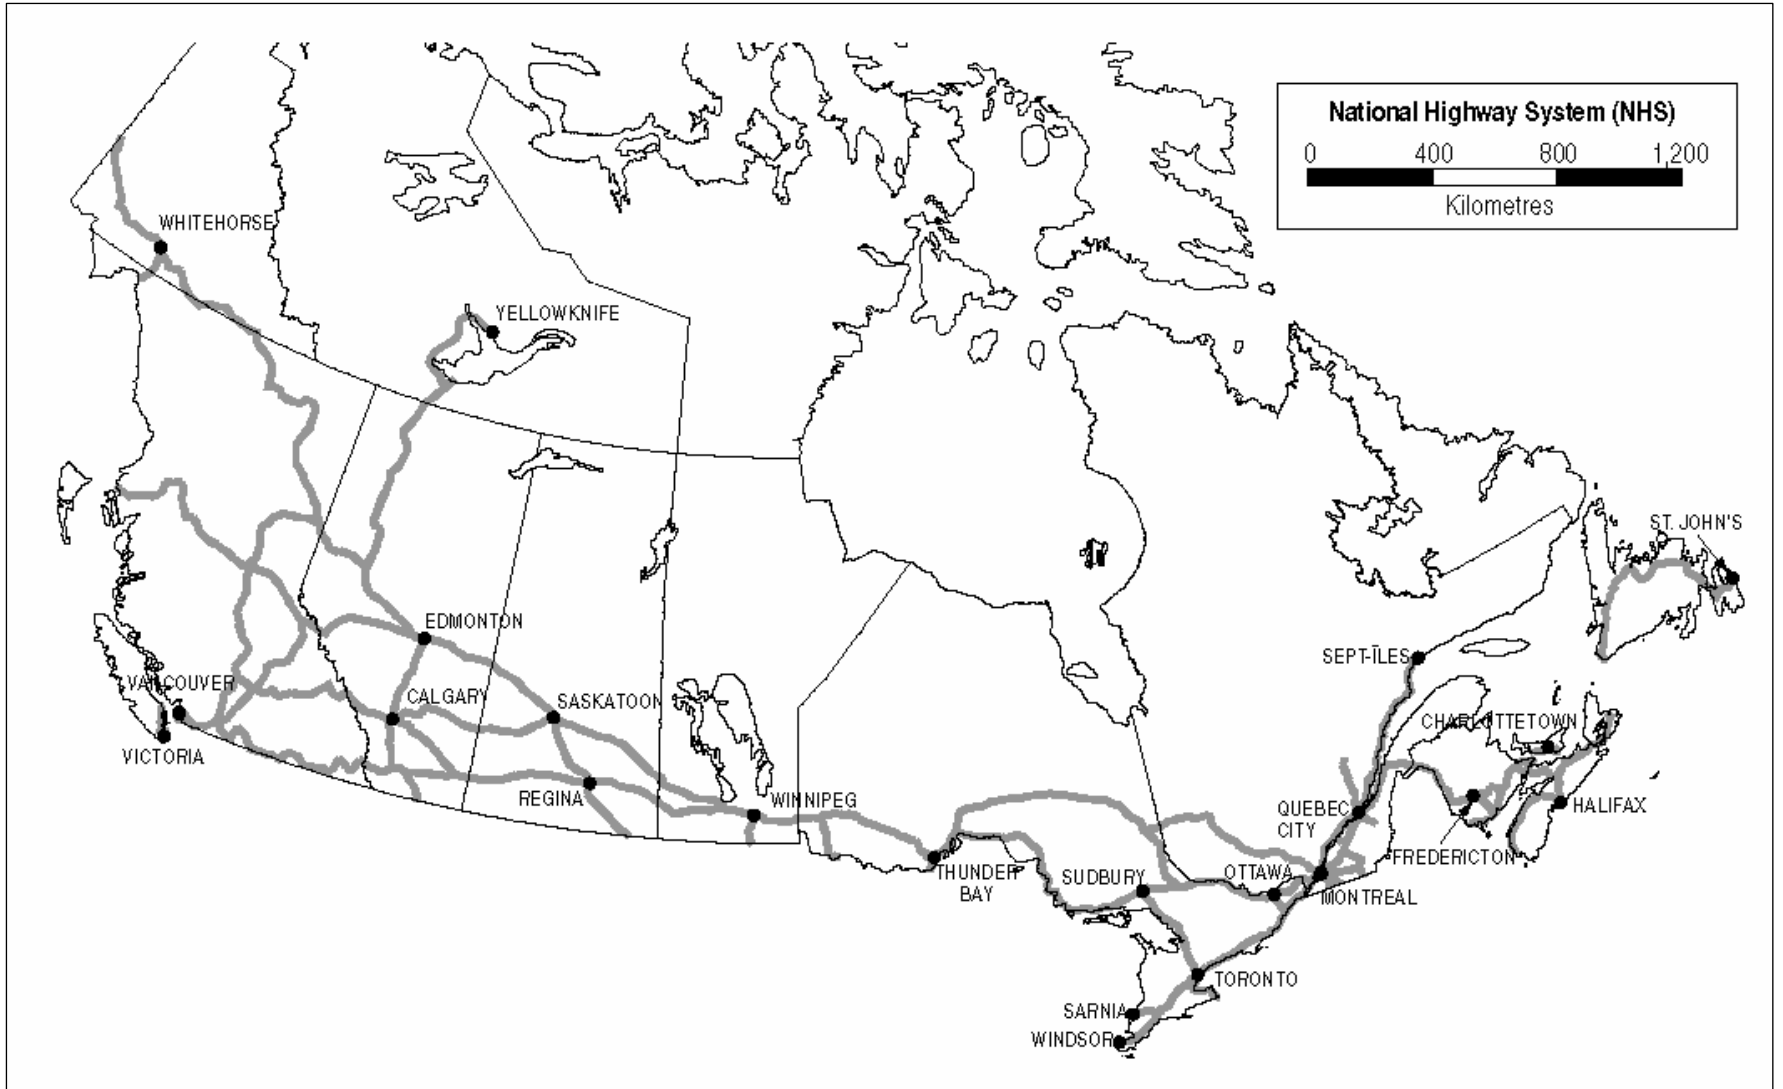 National Highway System (NHS)
0 400 800 1,200
Kilometres
WHITEHORSE
YELLOWKNIFE
ST. JOHN'S
EDMONTON
SEPT-ÎLES
VANCOUVER
CALGARY
SASKATOON
CHARLOTTETOWN
VICTORIA
REGINA
WINNIPEG
QUEBEC
CITY
HALIFAX
FREDERICTON
THUNDER
BAY
SUDBURY
OTTAWA
MONTREAL
TORONTO
SARNIA
WINDSOR